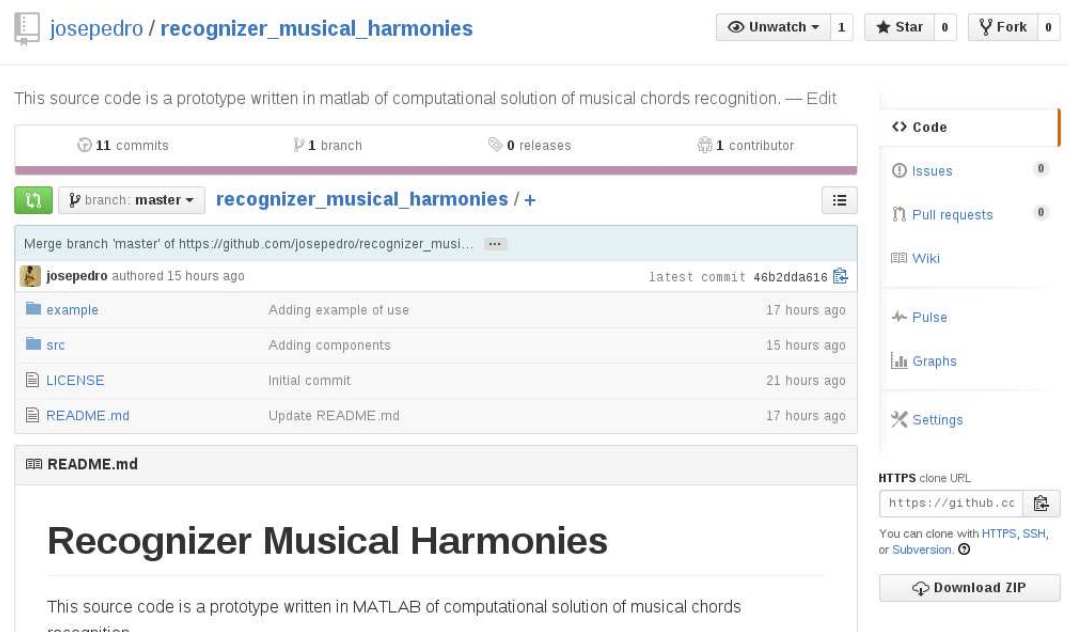 josepedro / recognizer_musical_harmonies
Unwatch 1 Star 0 Fork 0
This source code is a prototype written in matlab of computational solution of musical chords recognition. — Edit
11 commits 1 branch 0 releases 1 contributor
branch: master recognizer_musical_harmonies / +
Merge branch 'master' of https://github.com/josepedro/recognizer_musi... ...
josepedro authored 15 hours ago latest commit 46b2dda616
example Adding example of use 17 hours ago
src Adding components 15 hours ago
LICENSE Initial commit 21 hours ago
README.md Update README.md 17 hours ago
README.md
Recognizer Musical Harmonies
This source code is a prototype written in MATLAB of computational solution of musical chords
recognition
Code
Issues 0
Pull requests 0
Wiki
Pulse
Graphs
Settings
HTTPS clone URL
https://github.cc
You can clone with HTTPS, SSH,
or Subversion.
Download ZIP